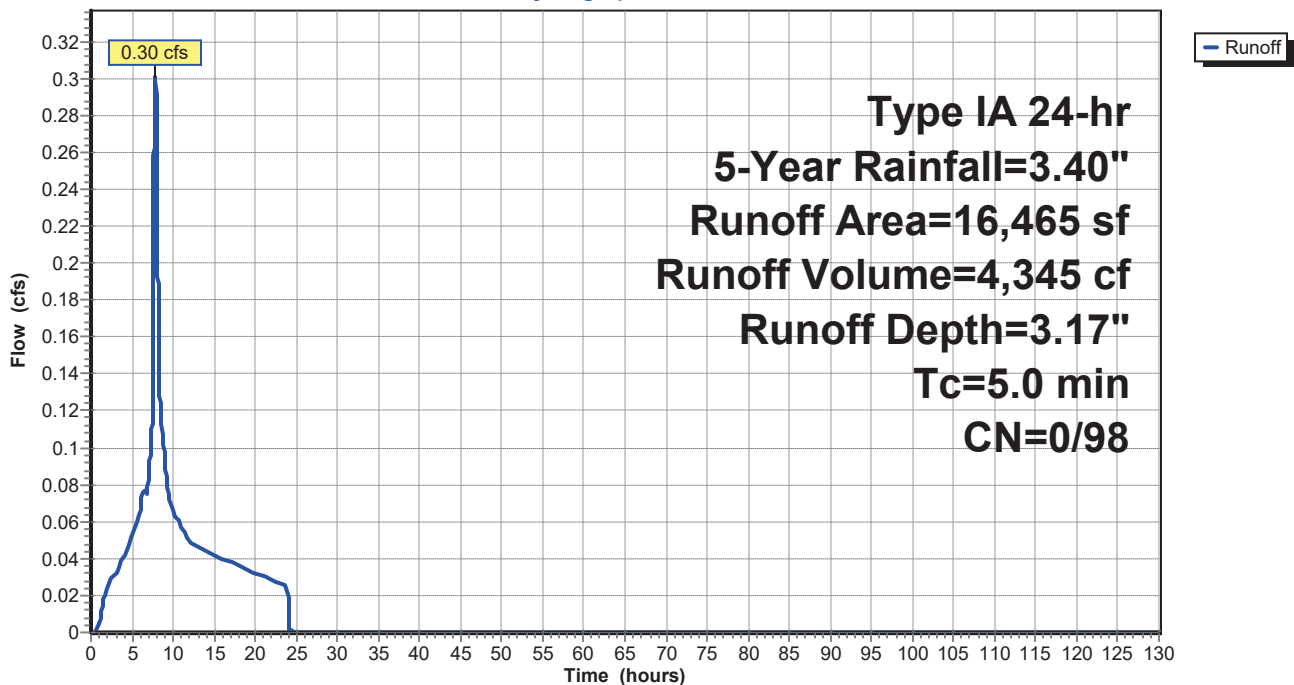 0.30 cfs
Runoff
Type IA 24-hr
5-Year Rainfall=3.40"
Runoff Area=16,465 sf
Runoff Volume=4,345 cf
Runoff Depth=3.17"
Tc=5.0 min
CN=0/98
Flow (cfs)
0.32
0.3
0.28
0.26
0.24
0.22
0.2
0.18
0.16
0.14
0.12
0.1
0.08
0.06
0.04
0.02
0
0 5 10 15 20 25 30 35 40 45 50 55 60 65 70 75 80 85 90 95 100 105 110 115 120 125 130
Time (hours)